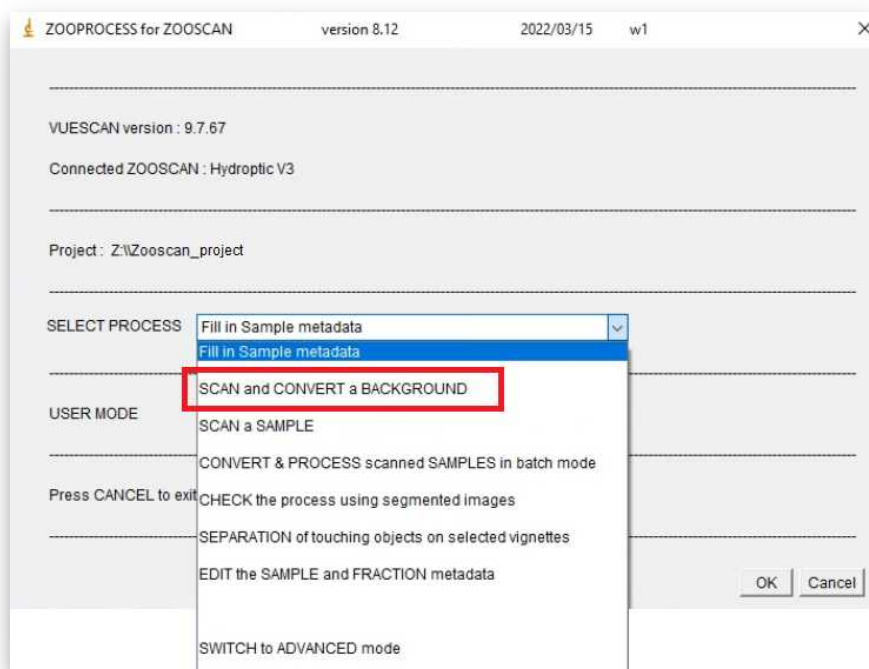 ZOOPROCESS for ZOOSCAN version 8.12 2022/03/15 w1
VUESCAN version : 9.7.67
Connected ZOOSCAN : Hydroptic V3
Project : Z:\\Zooscan_project
SELECT PROCESS Fill in Sample metadata
Fill in Sample metadata
SCAN and CONVERT a BACKGROUND
USER MODE
SCAN a SAMPLE
CONVERT & PROCESS scanned SAMPLES in batch mode
Press CANCEL to exit
CHECK the process using segmented images
SEPARATION of touching objects on selected vignettes
EDIT the SAMPLE and FRACTION metadata
OK Cancel
SWITCH to ADVANCED mode